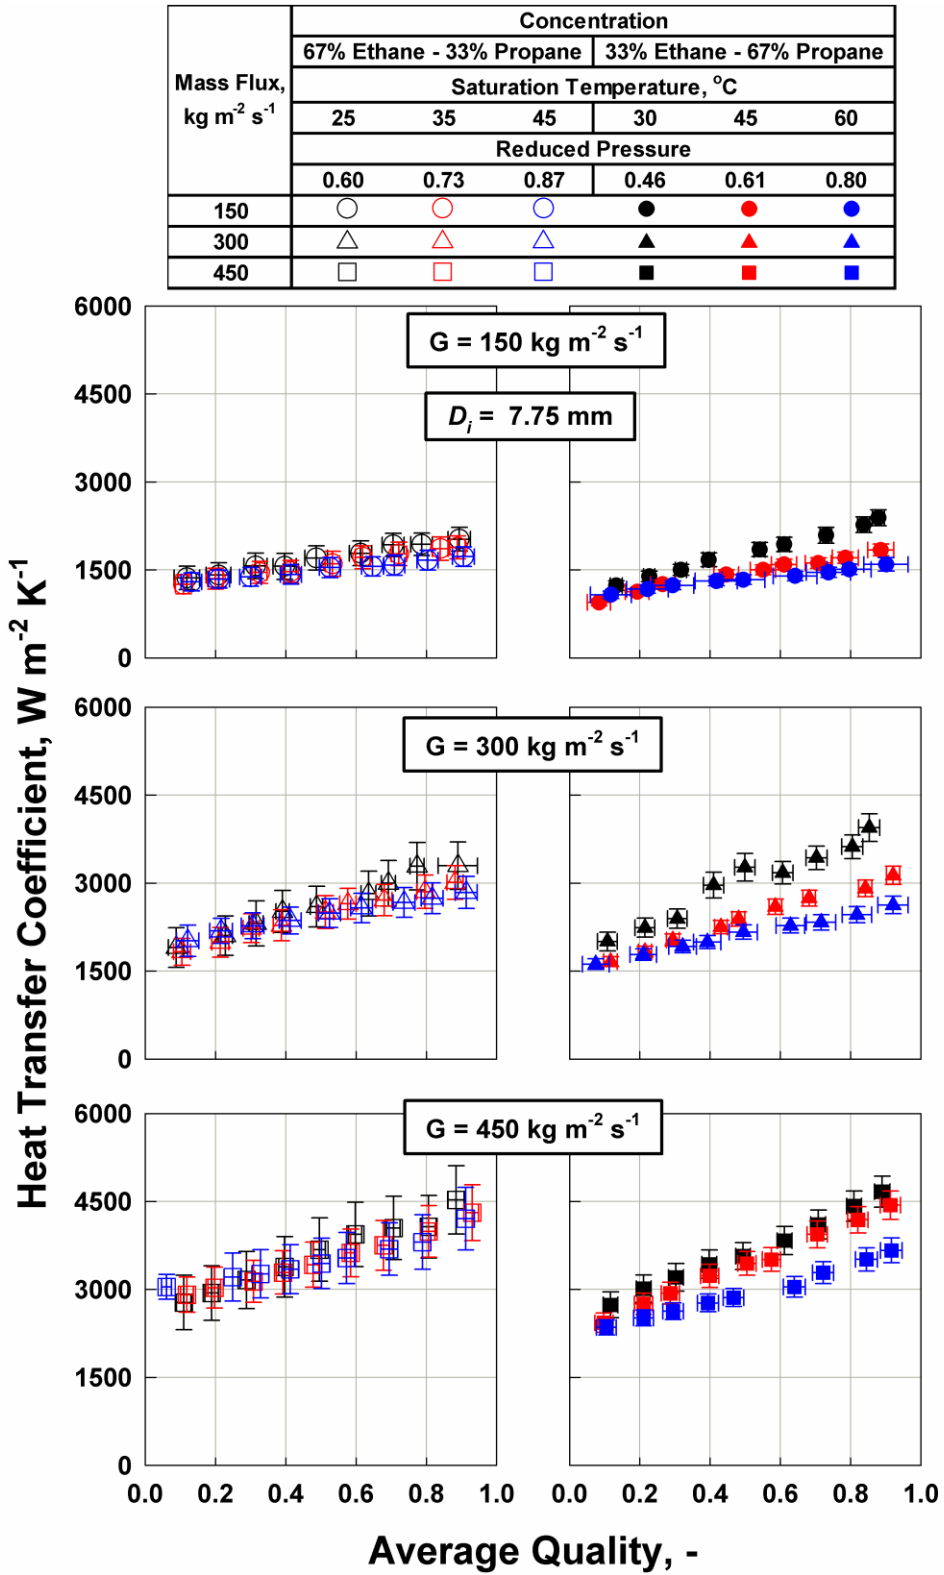 Concentration
67% Ethane - 33% Propane 33% Ethane - 67% Propane
Mass Flux,
kg m-2 s-1
Saturation Temperature, oC
25 35 45 30 45 60
Reduced Pressure
0.60 0.73 0.87 0.46 0.61 0.80
150
300
450
G = 150 kg m-2 s-1
Di = 7.75 mm
6000
4500
3000
1500
0
G = 300 kg m-2 s-1
6000
4500
3000
1500
0
G = 450 kg m-2 s-1
6000
4500
3000
1500
0
0.0 0.2 0.4 0.6 0.8 1.0 0.0 0.2 0.4 0.6 0.8 1.0
Heat Transfer Coefficient, W m-2 K-1
Average Quality, -